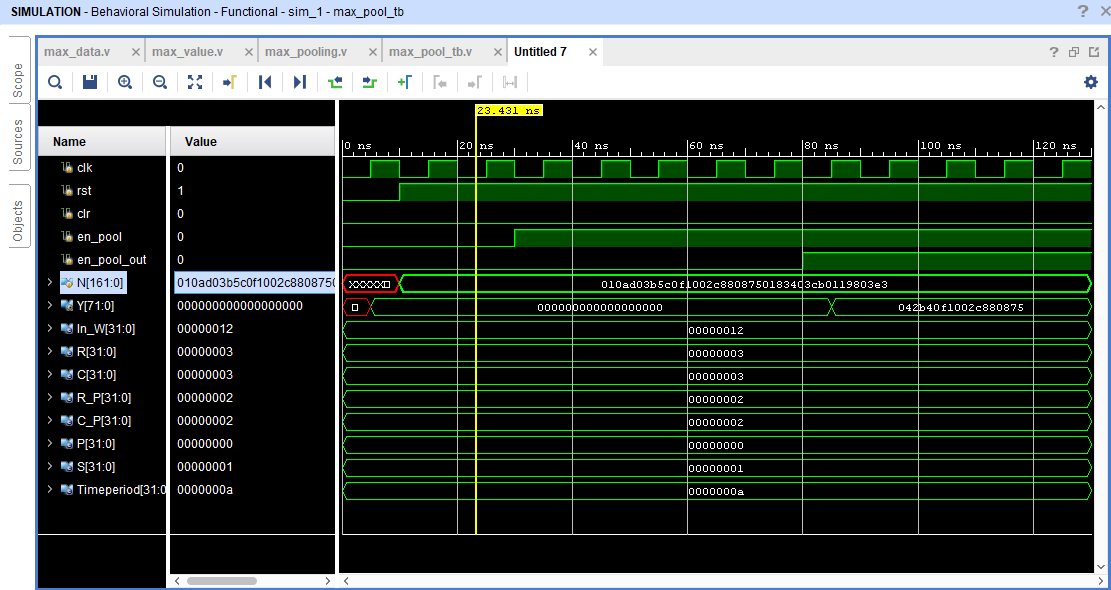 SIMULATION - Behavioral Simulation - Functional - sim_1 - max_pool_tb
max_data.v max_value.v max_pooling.v max_pool_tb.v Untitled 7
Scope
Sources
Objects
23.431 ns
Name Value 0 ns 20 ns 40 ns 60 ns 80 ns 100 ns 120 ns
clk 0
rst 1
clr 0
en_pool 0
en_pool_out 0
N[161:0] 010ad03b5c0f1002c88087501 XXXXXX 010ad03b5c0f1002c8808750183403cb0119803e3
Y[71:0] 000000000000000000 000000000000000000 042b40f1002c880875
In_W[31:0] 00000012 00000012
R[31:0] 00000003 00000003
C[31:0] 00000003 00000003
R_P[31:0] 00000002 00000002
C_P[31:0] 00000002 00000002
P[31:0] 00000000 00000000
S[31:0] 00000001 00000001
Timeperiod[31:0 0000000a 0000000a